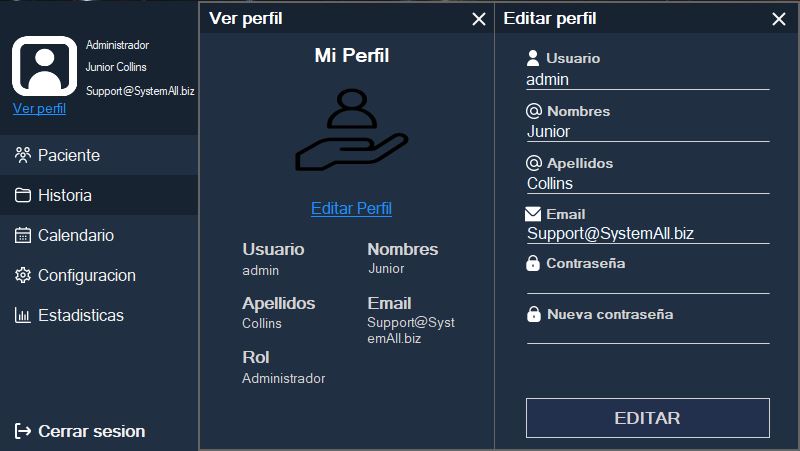 Administrador
Junior Collins
Support@SystemAll.biz
Ver perfil
Paciente
Historia
Calendario
Configuracion
Estadisticas
Cerrar sesion
Ver perfil
Mi Perfil
Editar Perfil
Usuario
admin
Nombres
Junior
Apellidos
Collins
Email
Support@Syst
emAll.biz
Rol
Administrador
Editar perfil
Usuario
admin
Nombres
Junior
Apellidos
Collins
Email
Support@SystemAll.biz
Contraseña
Nueva contraseña
EDITAR